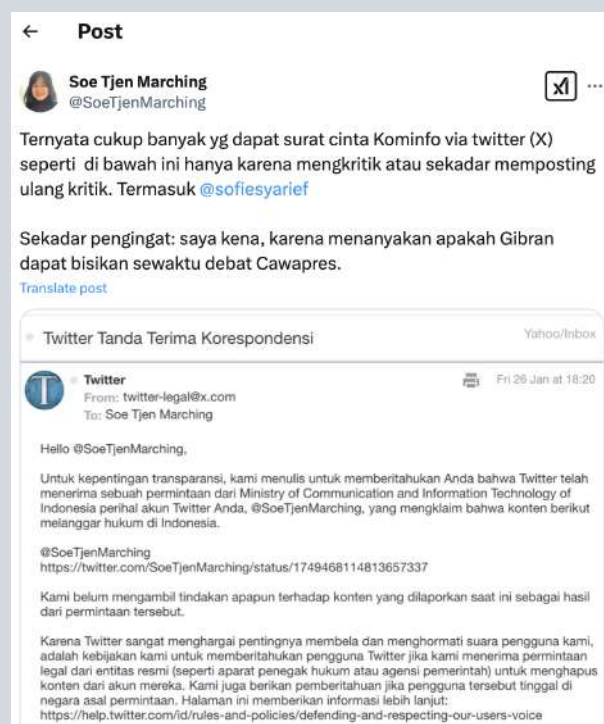 Post
Soe Tjen Marching
@SoeTjenMarching
Ternyata cukup banyak yg dapat surat cinta Kominfo via twitter (X)
seperti di bawah ini hanya karena mengkritik atau sekadar memposting
ulang kritik. Termasuk @sofiesyarief
Sekadar pengingat: saya kena, karena menanyakan apakah Gibran
dapat bisikan sewaktu debat Cawapres.
Translate post
Twitter Tanda Terima Korespondensi
Yahoo/Inbox
Twitter
Fri 26 Jan at 18:20
From: twitter-legal@x.com
To: Soe Tjen Marching
Hello @SoeTjenMarching,
Untuk kepentingan transparansi, kami menulis untuk memberitahukan Anda bahwa Twitter telah
menerima sebuah permintaan dari Ministry of Communication and Information Technology of
Indonesia perihal akun Twitter Anda, @SoeTjenMarching, yang mengklaim bahwa konten berikut
melanggar hukum di Indonesia.
@SoeTjenMarching
https://twitter.com/SoeTjenMarching/status/1749468114813657337
Kami belum mengambil tindakan apapun terhadap konten yang dilaporkan saat ini sebagai hasil
dari permintaan tersebut.
Karena Twitter sangat menghargai pentingnya membela dan menghormati suara pengguna kami,
adalah kebijakan kami untuk memberitahukan pengguna Twitter jika kami menerima permintaan
legal dari entitas resmi (seperti aparat penegak hukum atau agensi pemerintah) untuk menghapus
konten dari akun mereka. Kami juga berikan pemberitahuan jika pengguna tersebut tinggal di
negara asal permintaan. Halaman ini memberikan informasi lebih lanjut:
https://help.twitter.com/id/rules-and-policies/defending-and-respecting-our-users-voice